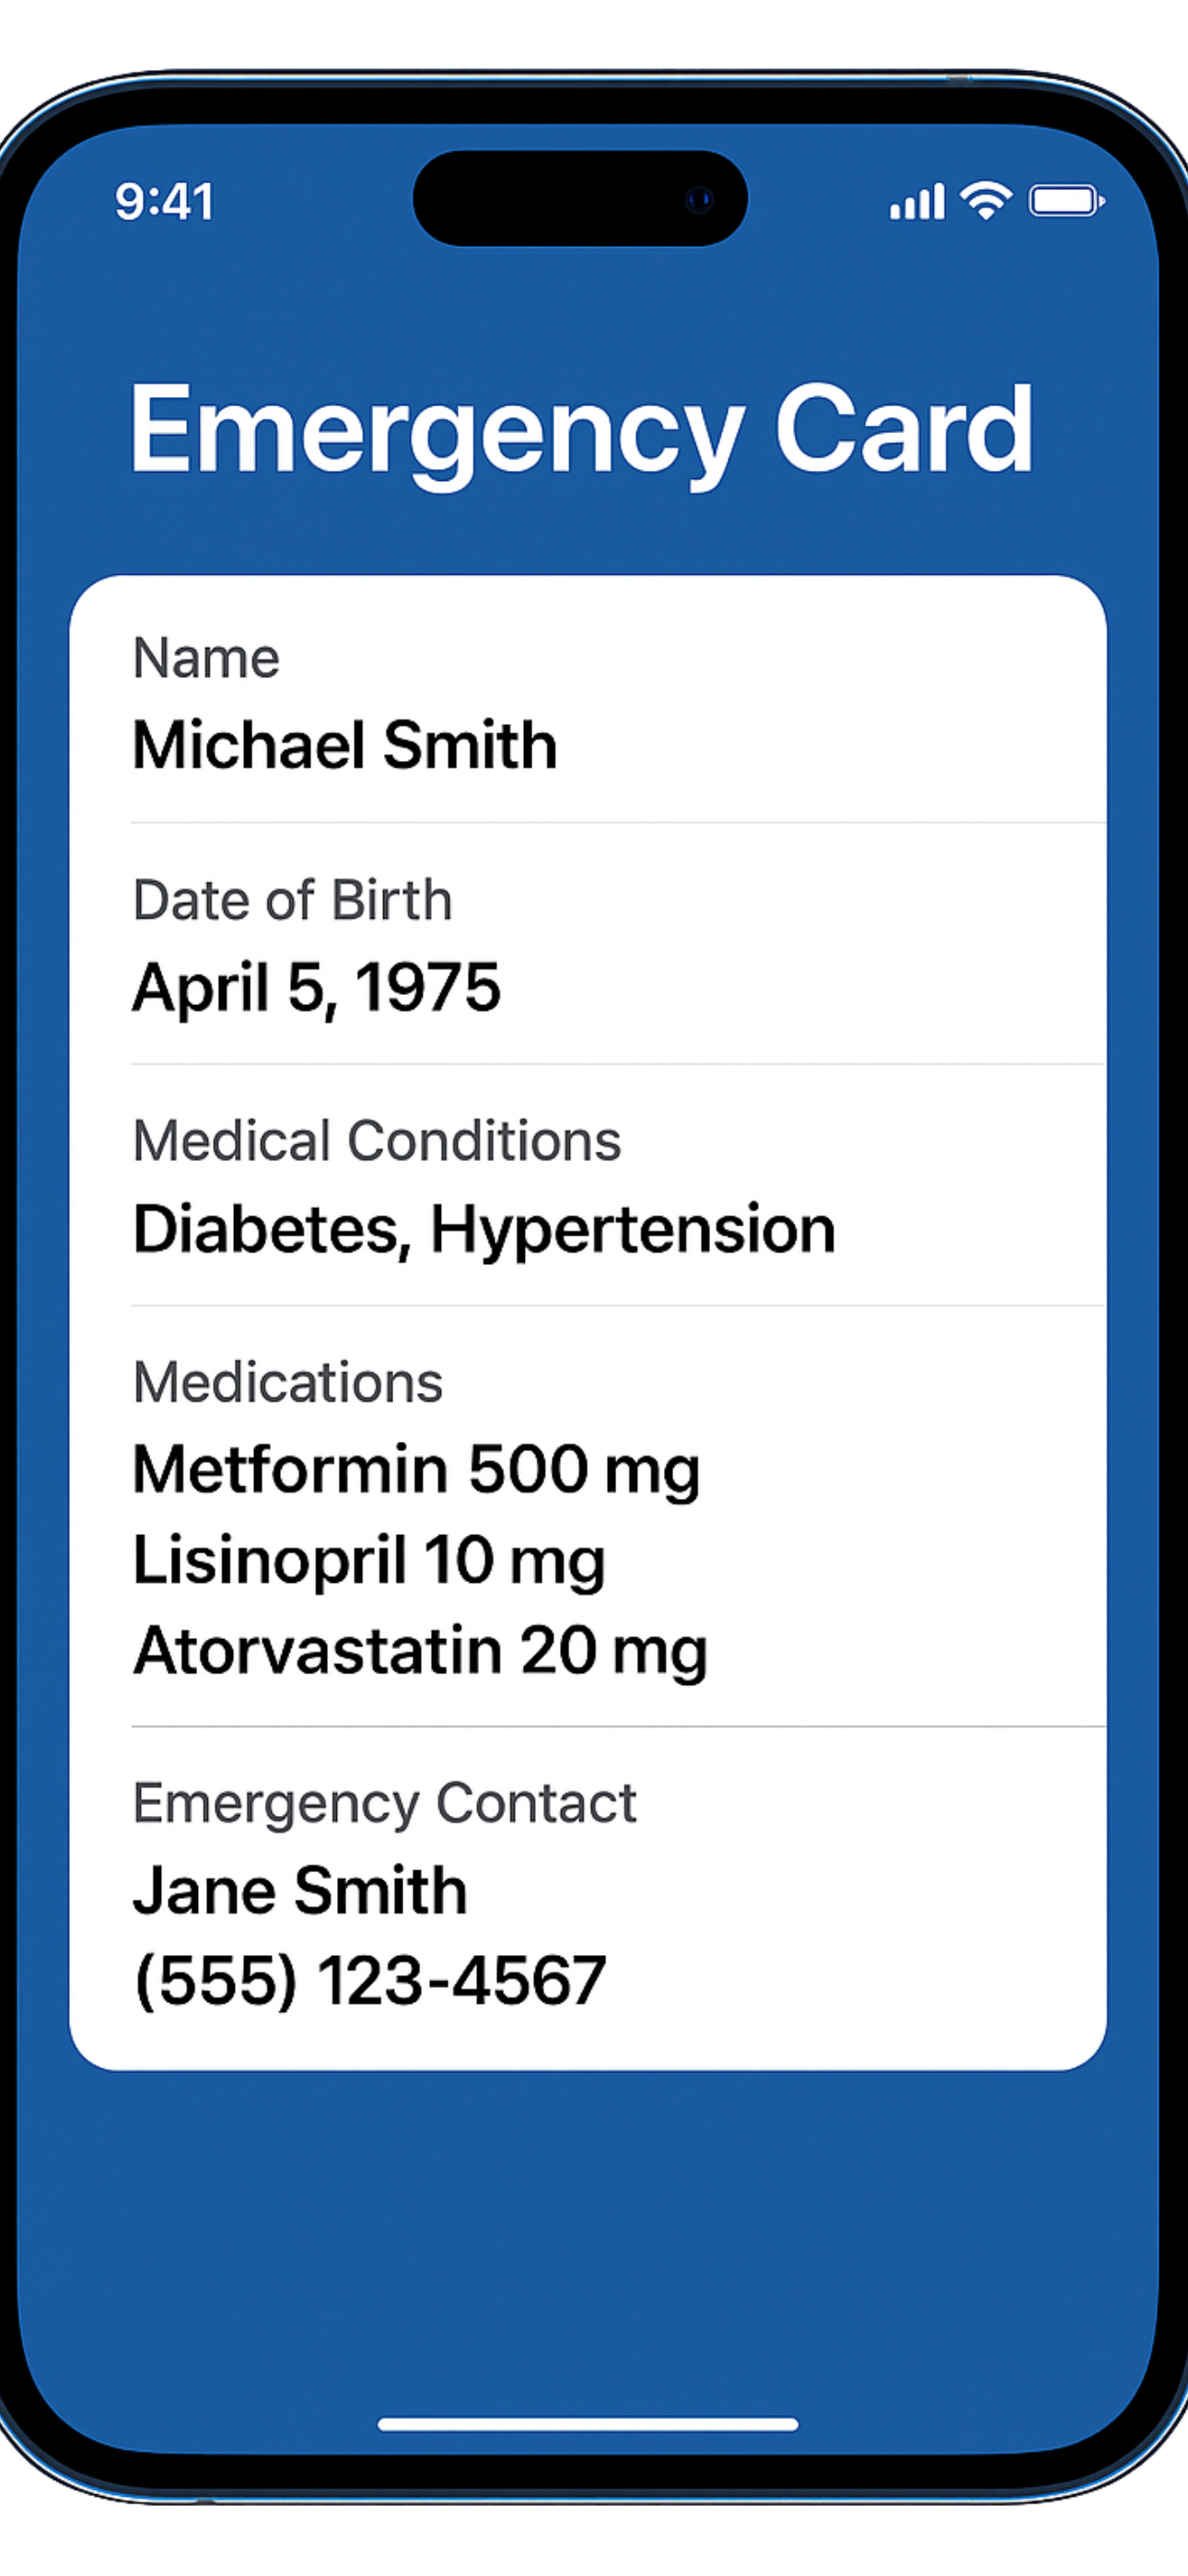 9:41
Emergency Card
Name
Michael Smith
Date of Birth
April 5, 1975
Medical Conditions
Diabetes, Hypertension
Medications
Metformin 500 mg
Lisinopril 10 mg
Atorvastatin 20 mg
Emergency Contact
Jane Smith
(555) 123-4567